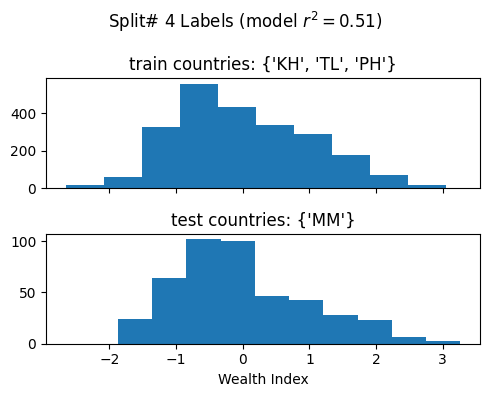 Split# 4 Labels (model r² = 0.51)
train countries: {'KH', 'TL', 'PH'}
400
200
0
test countries: {'MM'}
100
50
0
−2 −1 0 1 2 3
Wealth Index